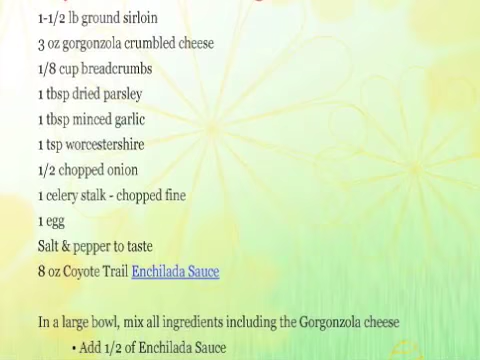 1-1/2 lb ground sirloin
3 oz gorgonzola crumbled cheese
1/8 cup breadcrumbs
1 tbsp dried parsley
1 tbsp minced garlic
1 tsp worcestershire
1/2 chopped onion
1 celery stalk - chopped fine
1 egg
Salt & pepper to taste
8 oz Coyote Trail Enchilada Sauce
In a large bowl, mix all ingredients including the Gorgonzola cheese
• Add 1/2 of Enchilada Sauce